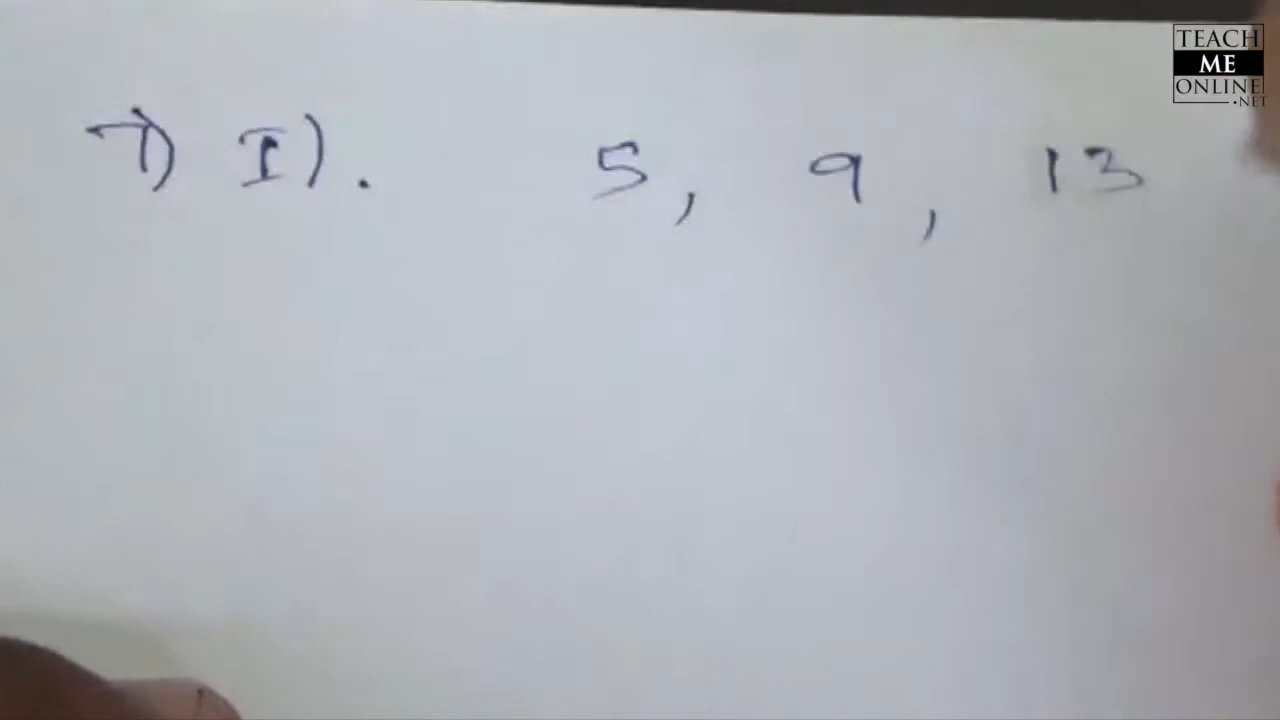 7) I). 5, 9, 13
TEACH
ME
ONLINE
.NET